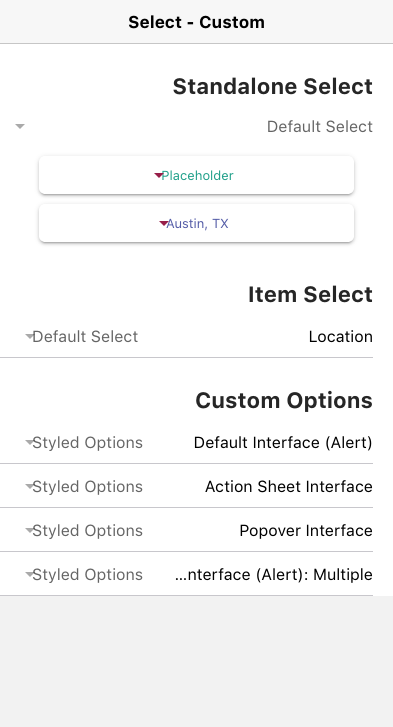 Select - Custom
Standalone Select
Default Select
Placeholder
Austin, TX
Item Select
Location
Default Select
Custom Options
Default Interface (Alert)
Styled Options
Action Sheet Interface
Styled Options
Popover Interface
Styled Options
...nterface (Alert): Multiple
Styled Options